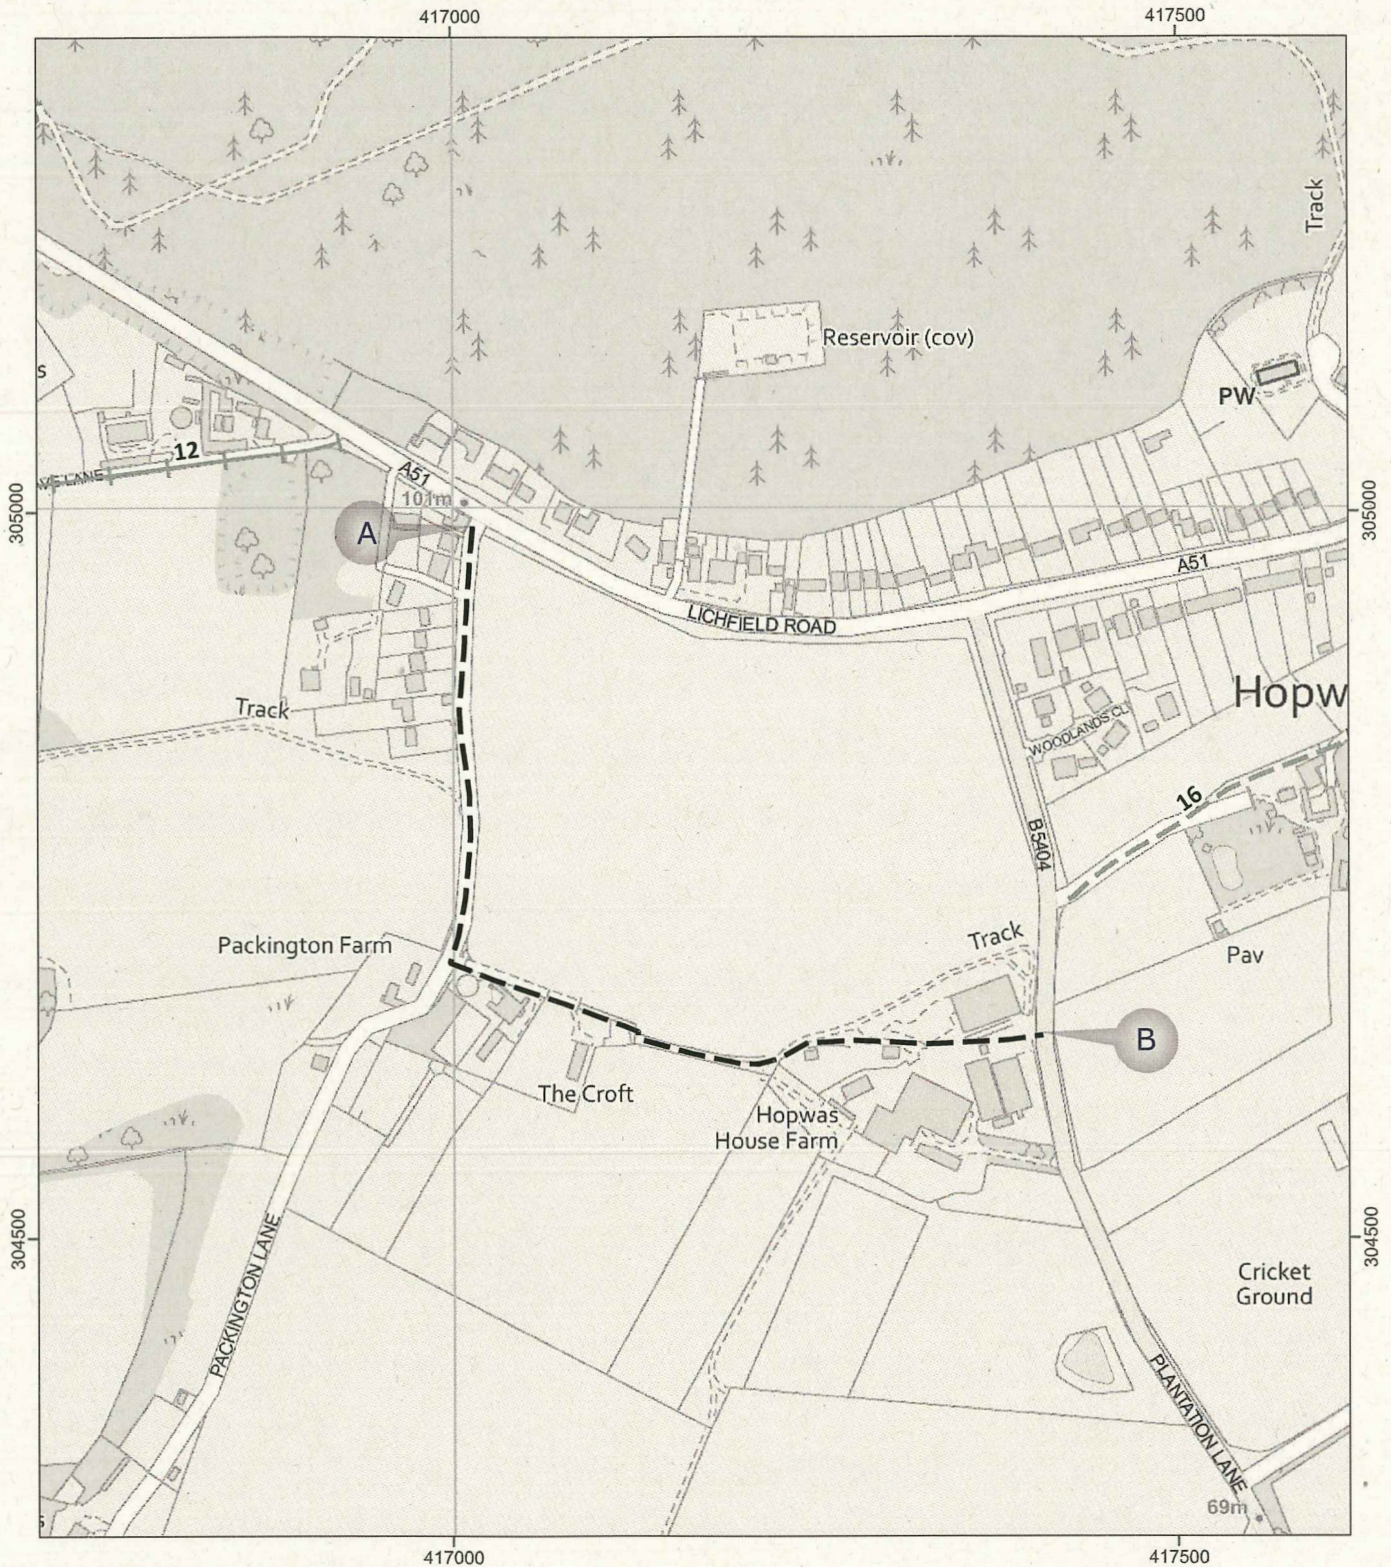 417000
417500
Track
Reservoir (cov)
s
PW
12
A51
101m
305000
305000
A
A51
LICHFIELD ROAD
Hopw
Track
WOODLANDS CL
16
B5404
Packington Farm
Track
Pav
B
The Croft
Hopwas
House Farm
304500
304500
PACKINGTON LANE
Cricket
Ground
PLANTATION LANE
69m
s
417000
417500